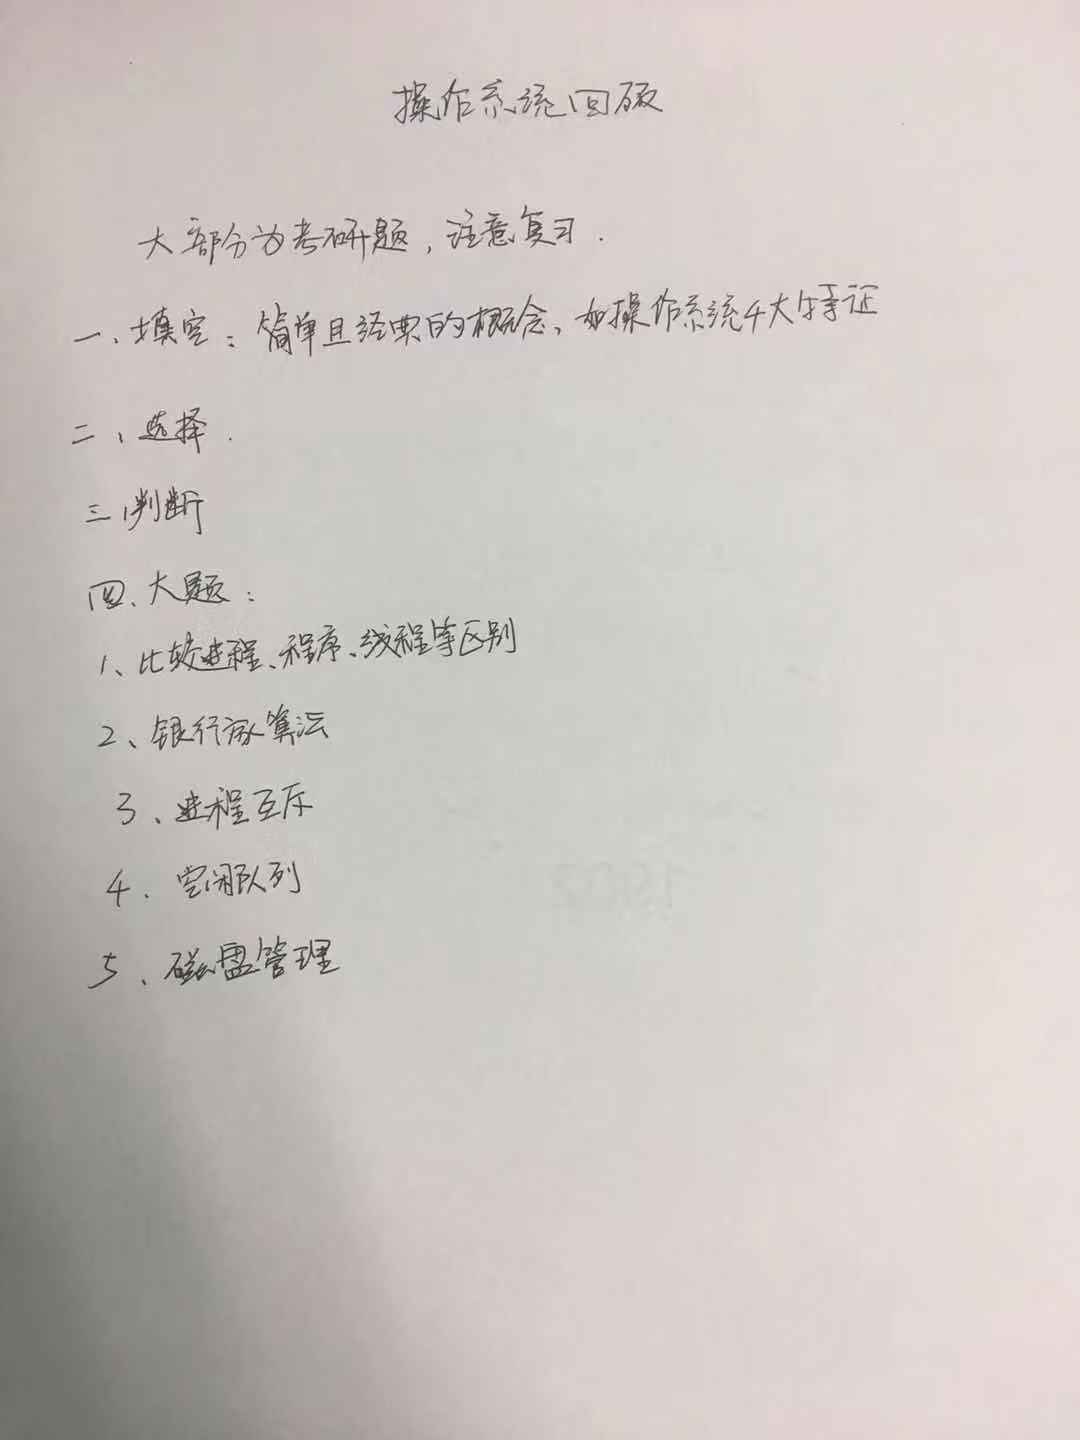 操作系统回顾
大部分为考研题，注意复习.
一、填空：简单且经典的概念、如操作系统4大特证
二、选择.
三、判断
四、大题：
1、比较进程、程序、线程等区别
2、银行家算法
3、进程互斥
4.空闲队列
5、磁盘管理